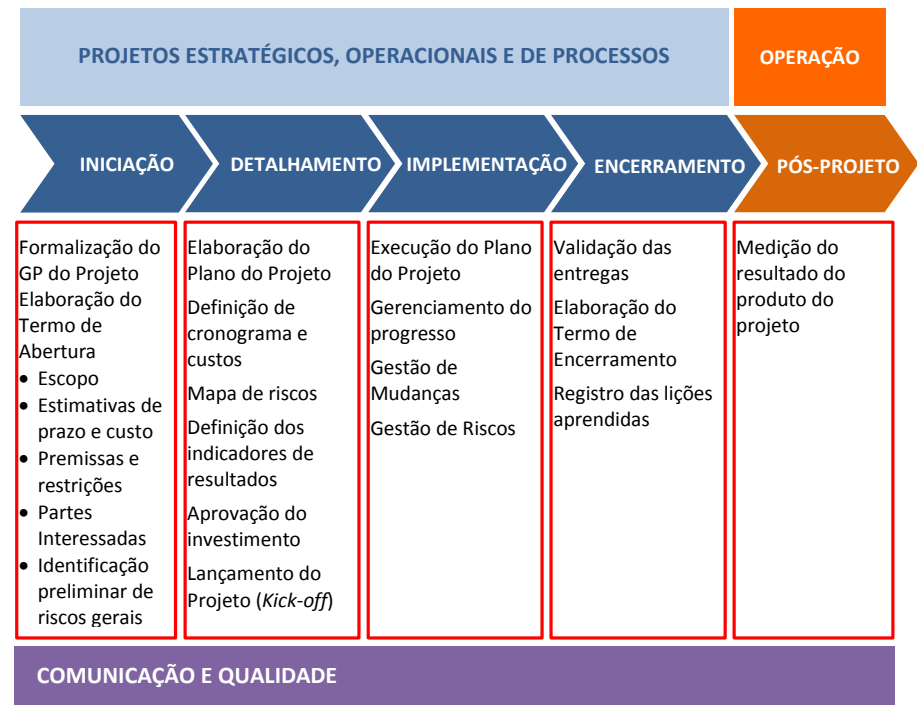 PROJETOS ESTRATÉGICOS, OPERACIONAIS E DE PROCESSOS
OPERAÇÃO
INICIAÇÃO
DETALHAMENTO
IMPLEMENTAÇÃO
ENCERRAMENTO
PÓS-PROJETO
Formalização do
GP do Projeto
Elaboração do
Termo de
Abertura
• Escopo
• Estimativas de
prazo e custo
• Premissas e
restrições
• Partes
Interessadas
• Identificação
preliminar de
riscos gerais
Elaboração do
Plano do Projeto
Definição de
cronograma e
custos
Mapa de riscos
Definição dos
indicadores de
resultados
Aprovação do
investimento
Lançamento do
Projeto (Kick-off)
Execução do Plano
do Projeto
Gerenciamento do
progresso
Gestão de
Mudanças
Gestão de Riscos
Validação das
entregas
Elaboração do
Termo de
Encerramento
Registro das lições
aprendidas
Medição do
resultado do
produto do
projeto
COMUNICAÇÃO E QUALIDADE